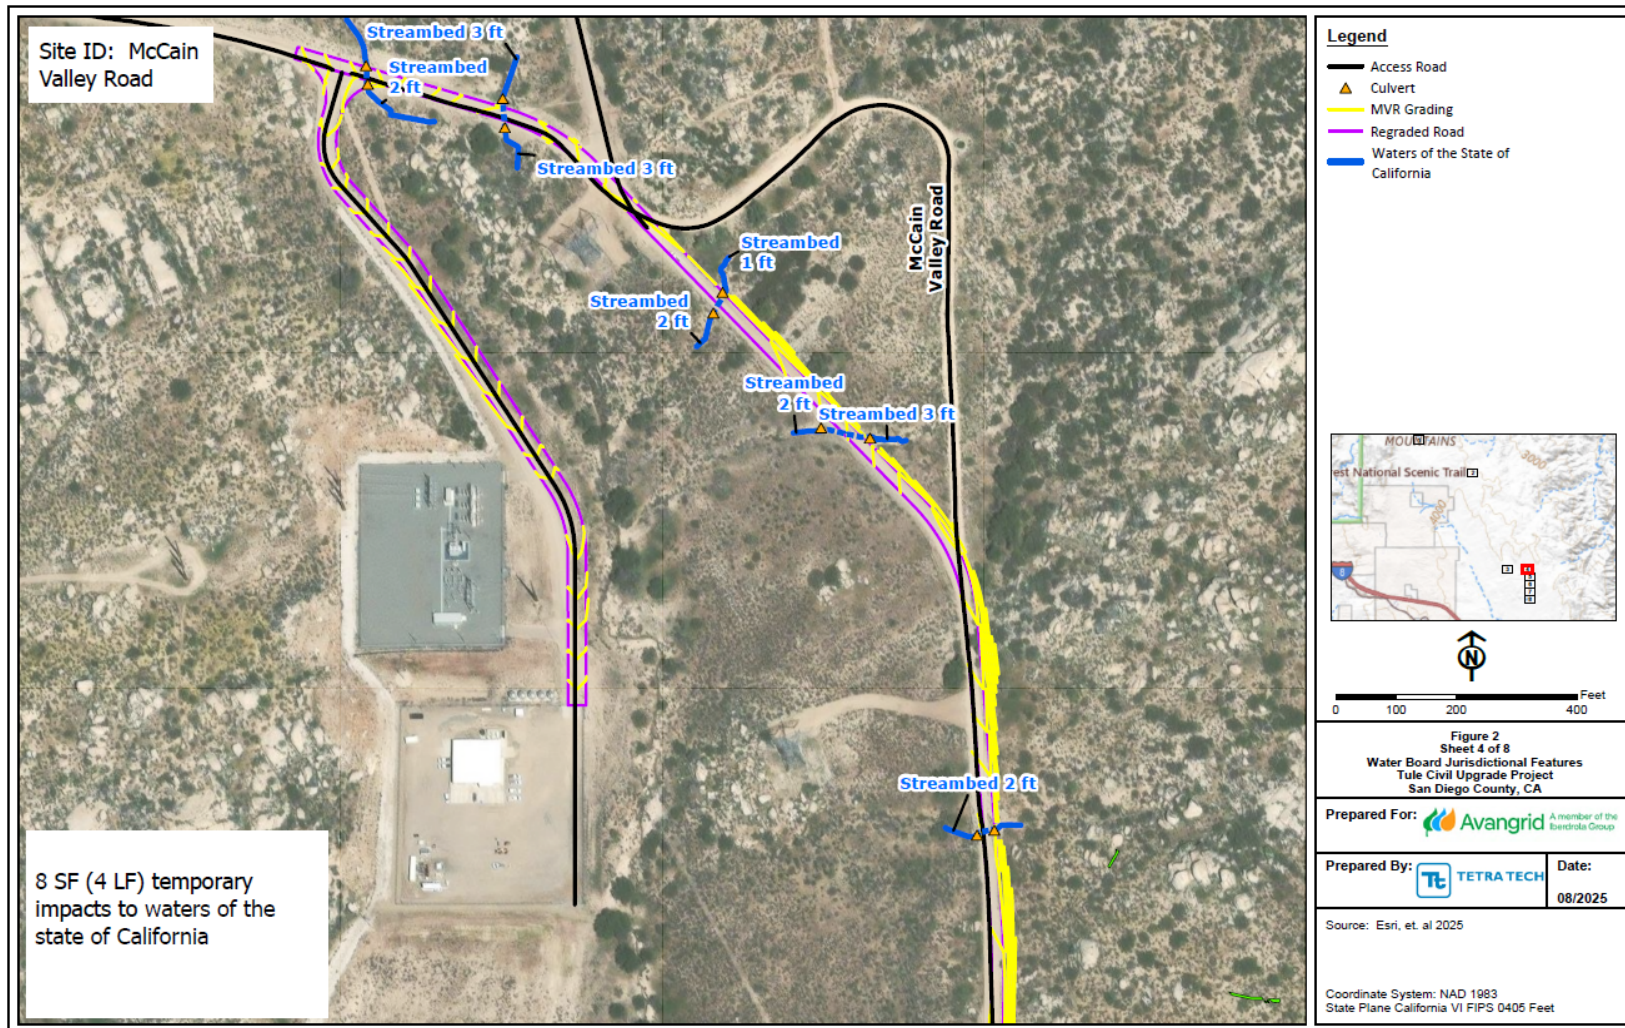 Site ID: McCain
Valley Road
Streambed 3 ft
Streambed
2 ft
Streambed 3 ft
Streambed
1 ft
Streambed
2 ft
McCain
Valley Road
Streambed
2 ft
Streambed 3 ft
Streambed 2 ft
8 SF (4 LF) temporary
impacts to waters of the
state of California
Legend
Access Road
Culvert
MVR Grading
Regraded Road
Waters of the State of
California
MOUNTAINS
3000
est National Scenic Trail
2
4000
8
3
Feet
0 100 200 400
N
Figure 2
Sheet 4 of 8
Water Board Jurisdictional Features
Tule Civil Upgrade Project
San Diego County, CA
Prepared For:
Avangrid
A member of the
Iberdrola Group
Prepared By:
Tt TETRA TECH
Date:
08/2025
Source: Esri, et. al 2025
Coordinate System: NAD 1983
State Plane California VI FIPS 0405 Feet